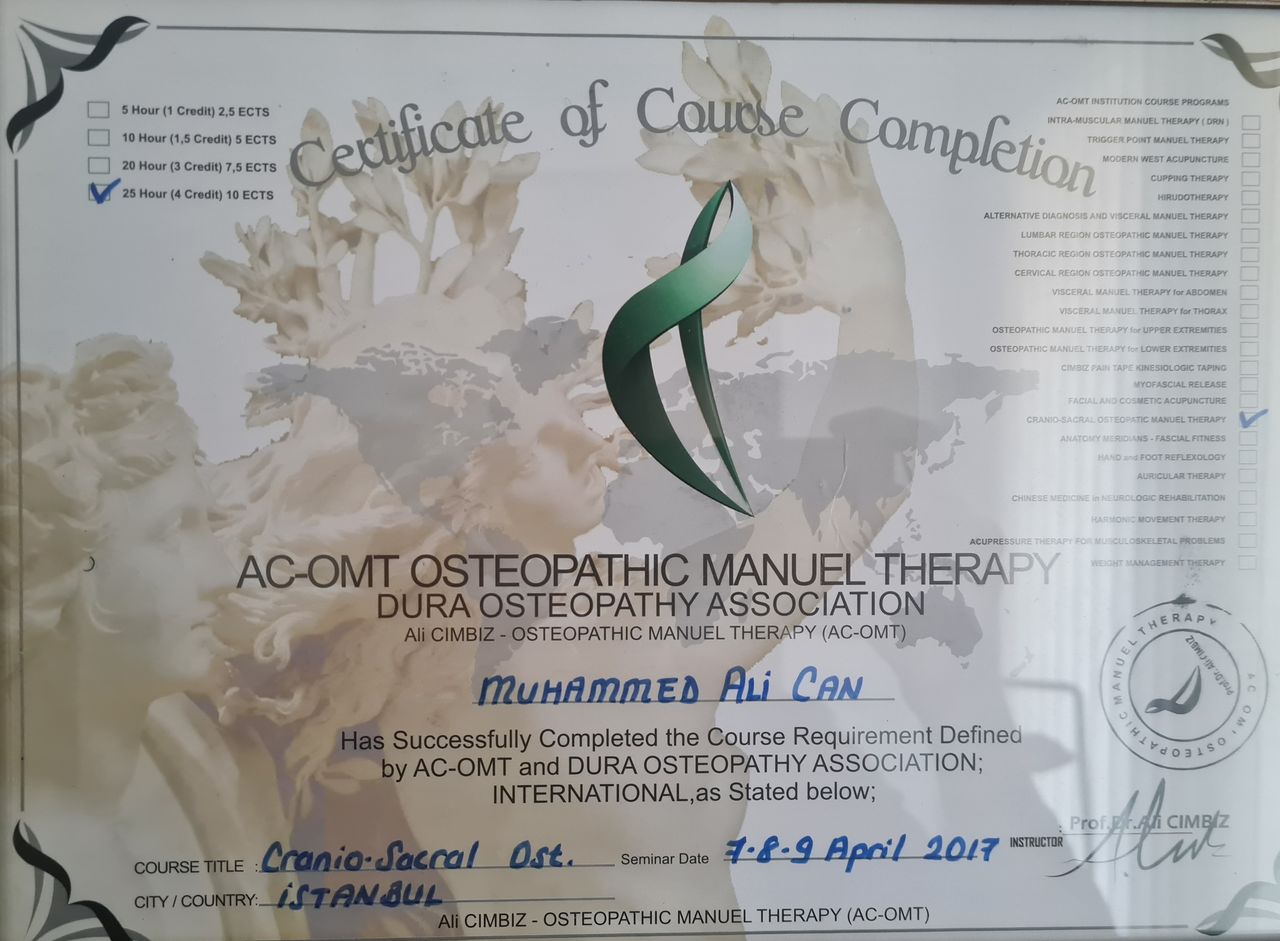 Certificate of Course Completion
5 Hour (1 Credit) 2,5 ECTS
10 Hour (1,5 Credit) 5 ECTS
20 Hour (3 Credit) 7,5 ECTS
25 Hour (4 Credit) 10 ECTS
AC-OMT INSTITUTION COURSE PROGRAMS
INTRA-MUSCULAR MANUEL THERAPY ( DRN )
TRIGGER POINT MANUEL THERAPY
MODERN WEST ACUPUNCTURE
CUPPING THERAPY
HIRUDOTHERAPY
ALTERNATIVE DIAGNOSIS AND VISCERAL MANUEL THERAPY
LUMBAR REGION OSTEOPATHIC MANUEL THERAPY
THORACIC REGION OSTEOPATHIC MANUEL THERAPY
CERVICAL REGION OSTEOPATHIC MANUEL THERAPY
VISCERAL MANUEL THERAPY for ABDOMEN
VISCERAL MANUEL THERAPY for THORAX
OSTEOPATHIC MANUEL THERAPY for UPPER EXTREMITIES
OSTEOPATHIC MANUEL THERAPY for LOWER EXTREMITIES
CIMBIZ PAIN TAPE KINESIOLOGIC TAPING
MYOFASCIAL RELEASE
FACIAL AND COSMETIC ACUPUNCTURE
CRANIO-SACRAL OSTEOPATIC MANUEL THERAPY
ANATOMY MERIDIANS - FASCIAL FITNESS
HAND and FOOT REFLEXOLOGY
AURICULAR THERAPY
CHINESE MEDICINE in NEUROLOGIC REHABILITATION
HARMONIC MOVEMENT THERAPY
ACUPRESSURE THERAPY FOR MUSCULOSKELETAL PROBLEMS
WEIGHT MANAGEMENT THERAPY
AC-OMT OSTEOPATHIC MANUEL THERAPY
DURA OSTEOPATHY ASSOCIATION
Ali CIMBIZ - OSTEOPATHIC MANUEL THERAPY (AC-OMT)
MUHAMMED ALi CAN
Has Successfully Completed the Course Requirement Defined
by AC-OMT and DURA OSTEOPATHY ASSOCIATION;
INTERNATIONAL,as Stated below;
AC OMT OSTEOPATHIC MANUEL THERAPY
Prof.Dr.Ali CIMBIZ
COURSE TITLE : Cranio-Sacral Ost. Seminar Date 7-8-9 April 2017 INSTRUCTOR : Prof.Dr.Ali CIMBIZ
CITY / COUNTRY: iSTANBUL
Ali CIMBIZ - OSTEOPATHIC MANUEL THERAPY (AC-OMT)